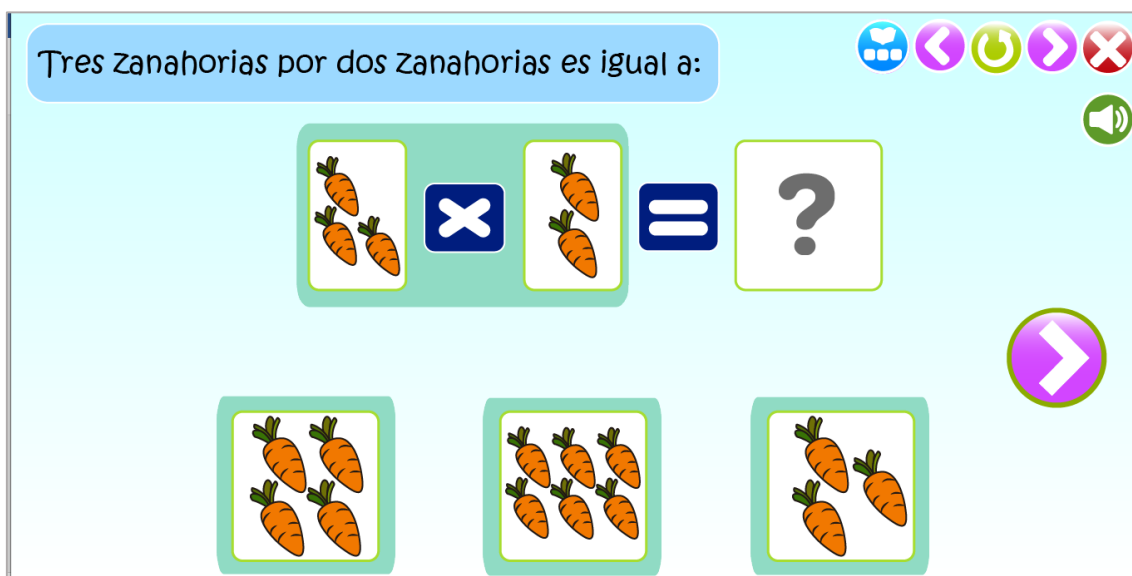 Tres zanahorias por dos zanahorias es igual a:
× =
?